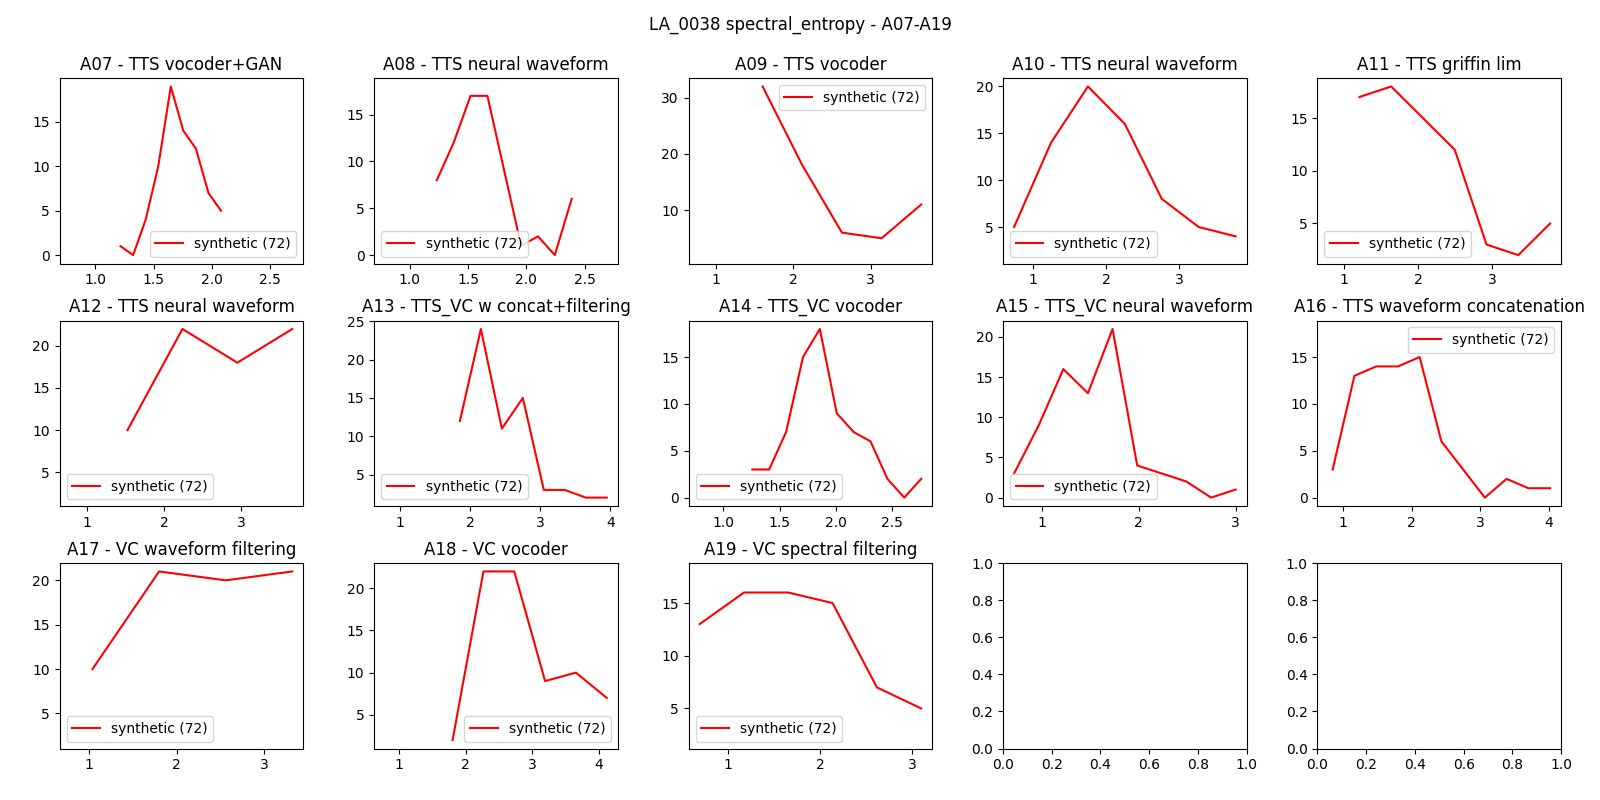 LA_0038 spectral_entropy - A07-A19
A07 - TTS vocoder+GAN
15
10
5
0
synthetic (72)
1.0 1.5 2.0 2.5
A08 - TTS neural waveform
15
10
5
0
synthetic (72)
1.0 1.5 2.0 2.5
A09 - TTS vocoder
30
20
10
synthetic (72)
1 2 3
A10 - TTS neural waveform
20
15
10
5
synthetic (72)
1 2 3
A11 - TTS griffin lim
15
10
5
synthetic (72)
1 2 3
A12 - TTS neural waveform
20
15
10
5
synthetic (72)
1 2 3
A13 - TTS_VC w concat+filtering
25
20
15
10
5
synthetic (72)
1 2 3 4
A14 - TTS_VC vocoder
15
10
5
0
synthetic (72)
1.0 1.5 2.0 2.5
A15 - TTS_VC neural waveform
20
15
10
5
0
synthetic (72)
1 2 3
A16 - TTS waveform concatenation
15
10
5
0
synthetic (72)
1 2 3 4
A17 - VC waveform filtering
20
15
10
5
synthetic (72)
1 2 3
A18 - VC vocoder
20
15
10
5
synthetic (72)
1 2 3 4
A19 - VC spectral filtering
15
10
5
synthetic (72)
1 2 3
1.0
0.8
0.6
0.4
0.2
0.0
0.0 0.2 0.4 0.6 0.8 1.0
1.0
0.8
0.6
0.4
0.2
0.0
0.0 0.2 0.4 0.6 0.8 1.0